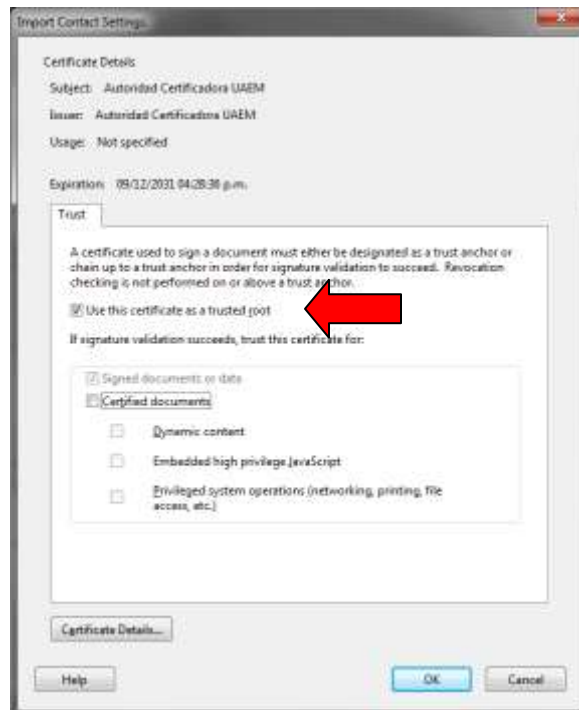 Import Contact Settings
Certificate Details
Subject: Autoridad Certificadora UAEM
Issuer: Autoridad Certificadora UAEM
Usage: Not specified
Expiration: 09/12/2031 04:28:36 p.m.
Trust
A certificate used to sign a document must either be designated as a trust anchor or
chain up to a trust anchor in order for signature validation to succeed. Revocation
checking is not performed on or above a trust anchor.
Use this certificate as a trusted root
If signature validation succeeds, trust this certificate for:
Signed documents or data
Certified documents
Dynamic content
Embedded high privilege JavaScript
Privileged system operations (networking, printing, file
access, etc.)
Certificate Details...
Help
OK
Cancel